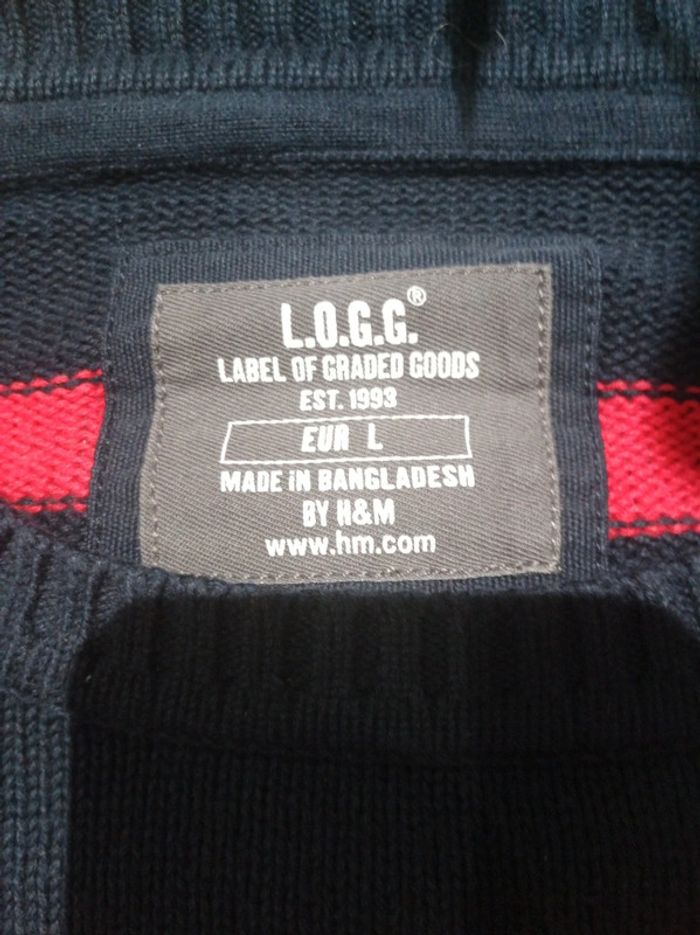 L.O.G.G.®
LABEL OF GRADED GOODS
EST. 1993
EUR L
MADE iN BANGLADESH
BY H&M
www.hm.com